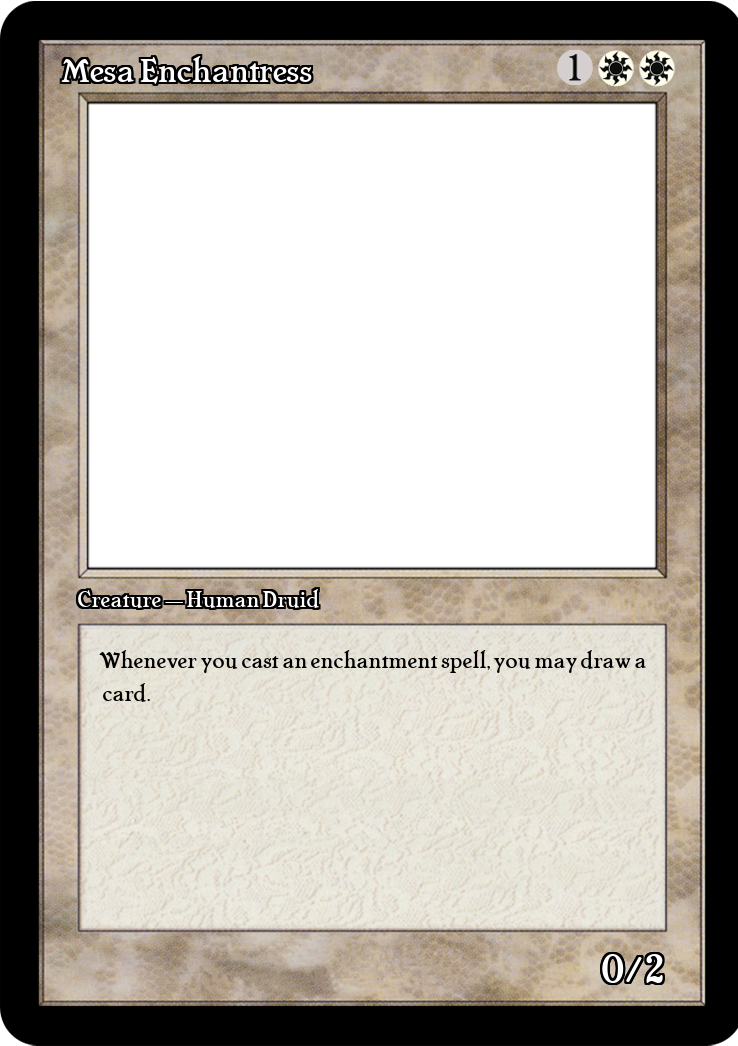 Mesa Enchantress 1
Creature — Human Druid
Whenever you cast an enchantment spell, you may draw a
card.
0/2